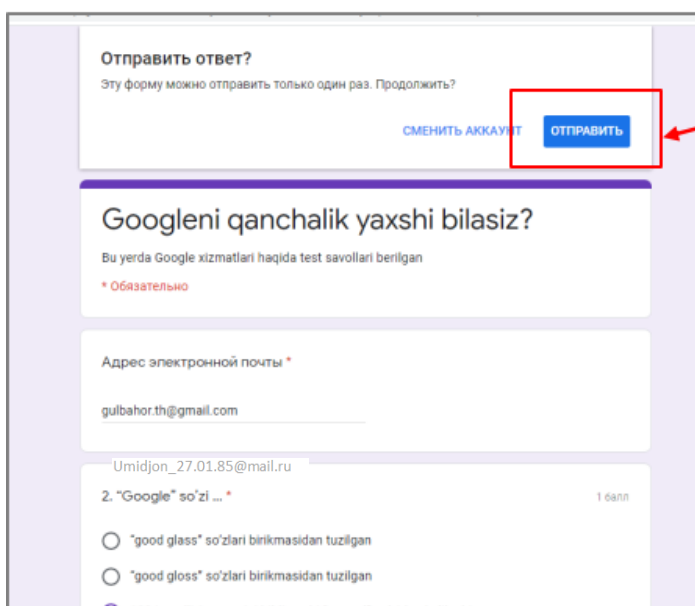 Отправить ответ?
Эту форму можно отправить только один раз. Продолжить?
СМЕНИТЬ АККАУНТ ОТПРАВИТЬ
Googleni qanchalik yaxshi bilasiz?
Bu yerda Google xizmatlari haqida test savollari berilgan
* Обязательно
Адрес электронной почты *
gulbahor.th@gmail.com
Umidjon_27.01.85@mail.ru
2. “Google” so‘zi ... * 1 балл
“good glass” so‘zlari birikmasidan tuzilgan
“good gloss” so‘zlari birikmasidan tuzilgan